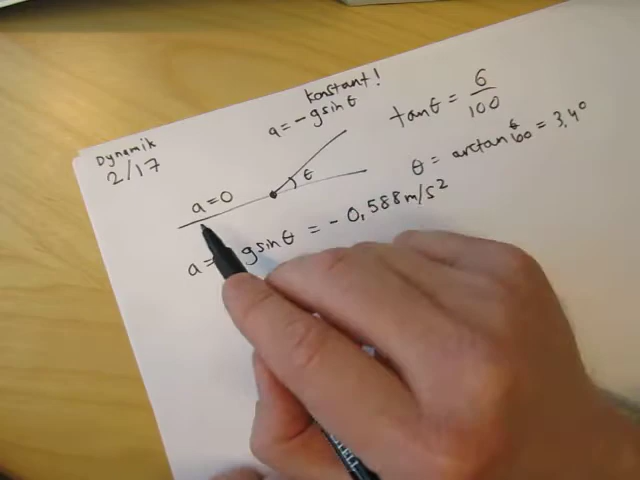 Dynamik
2/17
konstant!
a = - g sin θ
tan θ = 6/100
θ = arctan 6/100 = 3,4°
a = 0
θ
a = g sin θ = - 0,588 m/s²